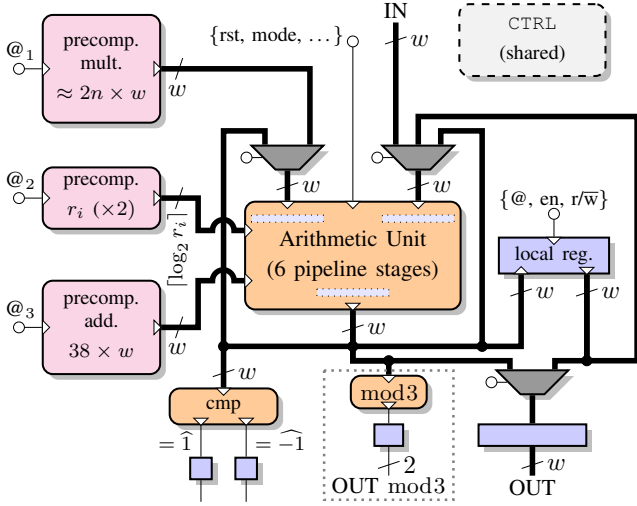 IN
CTRL
(shared)
{rst, mode, …}
w
@1
precomp.
mult.
≈ 2n × w
w
w
w
@2
precomp.
rᵢ (×2)
⌈log₂ rᵢ⌉
Arithmetic Unit
(6 pipeline stages)
{@, en, r/w̅}
local reg.
@3
precomp.
add.
38 × w
w
w
w
w
w
cmp
mod3
= 1̂
= −1̂
2
OUT mod3
w
OUT